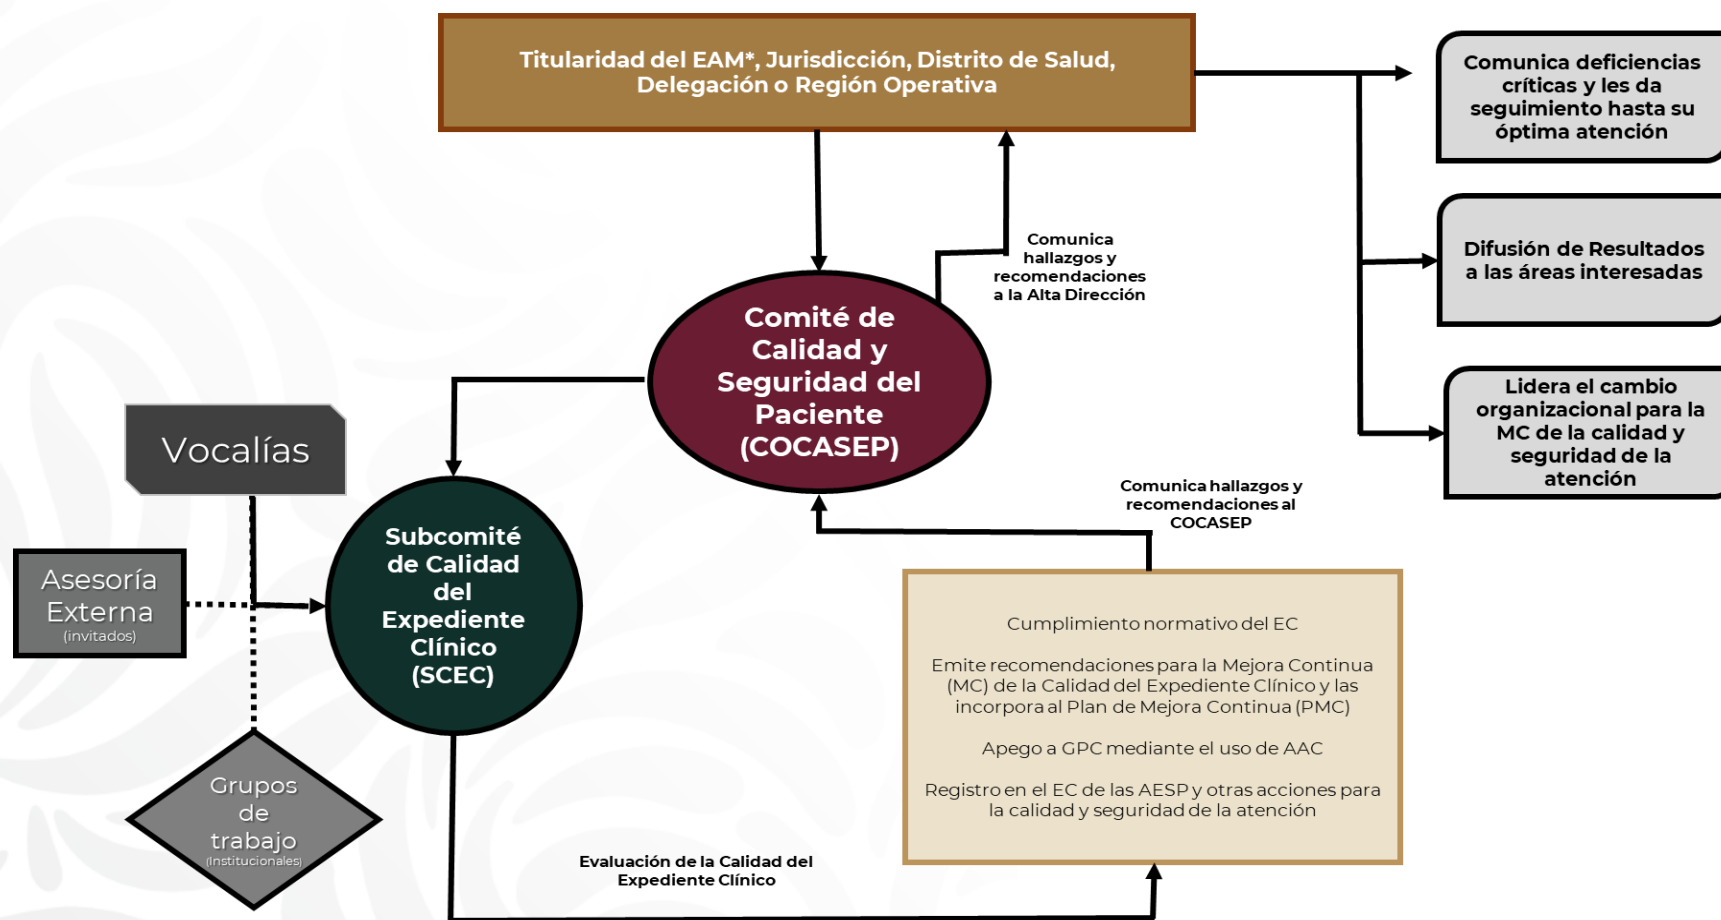 Titularidad del EAM*, Jurisdicción, Distrito de Salud,
Delegación o Región Operativa
Comunica deficiencias
críticas y les da
seguimiento hasta su
óptima atención
Difusión de Resultados
a las áreas interesadas
Lidera el cambio
organizacional para la
MC de la calidad y
seguridad de la
atención
Comunica
hallazgos y
recomendaciones
a la Alta Dirección
Comité de
Calidad y
Seguridad del
Paciente
(COCASEP)
Vocalías
Asesoría
Externa
(invitados)
Subcomité
de Calidad
del
Expediente
Clínico
(SCEC)
Grupos
de
trabajo
(Institucionales)
Comunica hallazgos y
recomendaciones al
COCASEP
Cumplimiento normativo del EC
Emite recomendaciones para la Mejora Continua
(MC) de la Calidad del Expediente Clínico y las
incorpora al Plan de Mejora Continua (PMC)
Apego a GPC mediante el uso de AAC
Registro en el EC de las AESP y otras acciones para
la calidad y seguridad de la atención
Evaluación de la Calidad del
Expediente Clínico